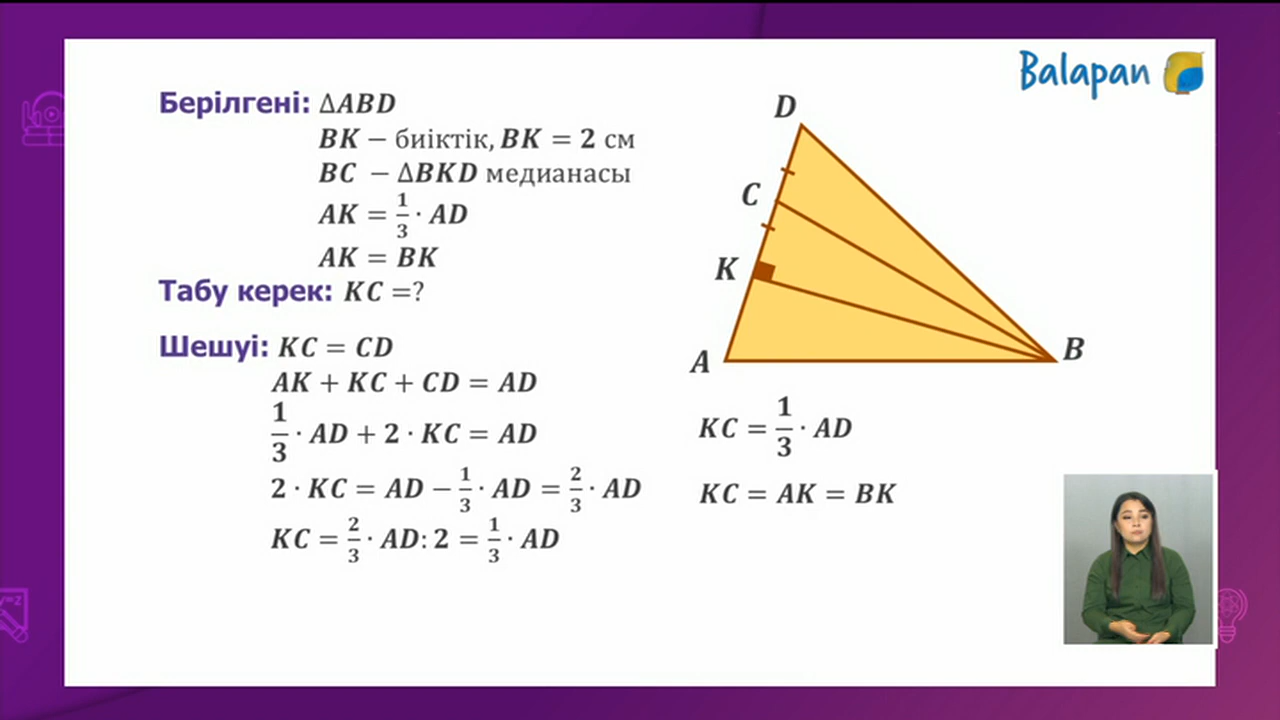 Balapan
Берілгені: ΔABD
BK − биіктік, BK = 2 см
BC − ΔBKD медианасы
AK = 1/3 · AD
AK = BK
Табу керек: KC =?
Шешуі: KC = CD
AK + KC + CD = AD
1/3 · AD + 2 · KC = AD
2 · KC = AD − 1/3 · AD = 2/3 · AD
KC = 2/3 · AD: 2 = 1/3 · AD
D
C
K
A
B
KC = 1/3 · AD
KC = AK = BK